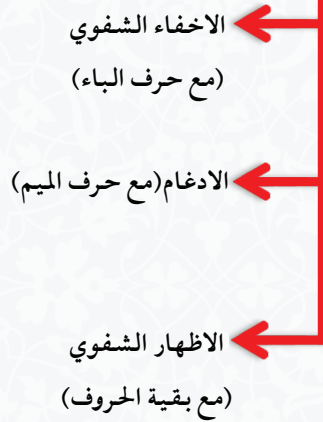 الاخفاء الشفوي
(مع حرف الباء)
الادغام(مع حرف الميم)
الاظهار الشفوي
(مع بقية الحروف)